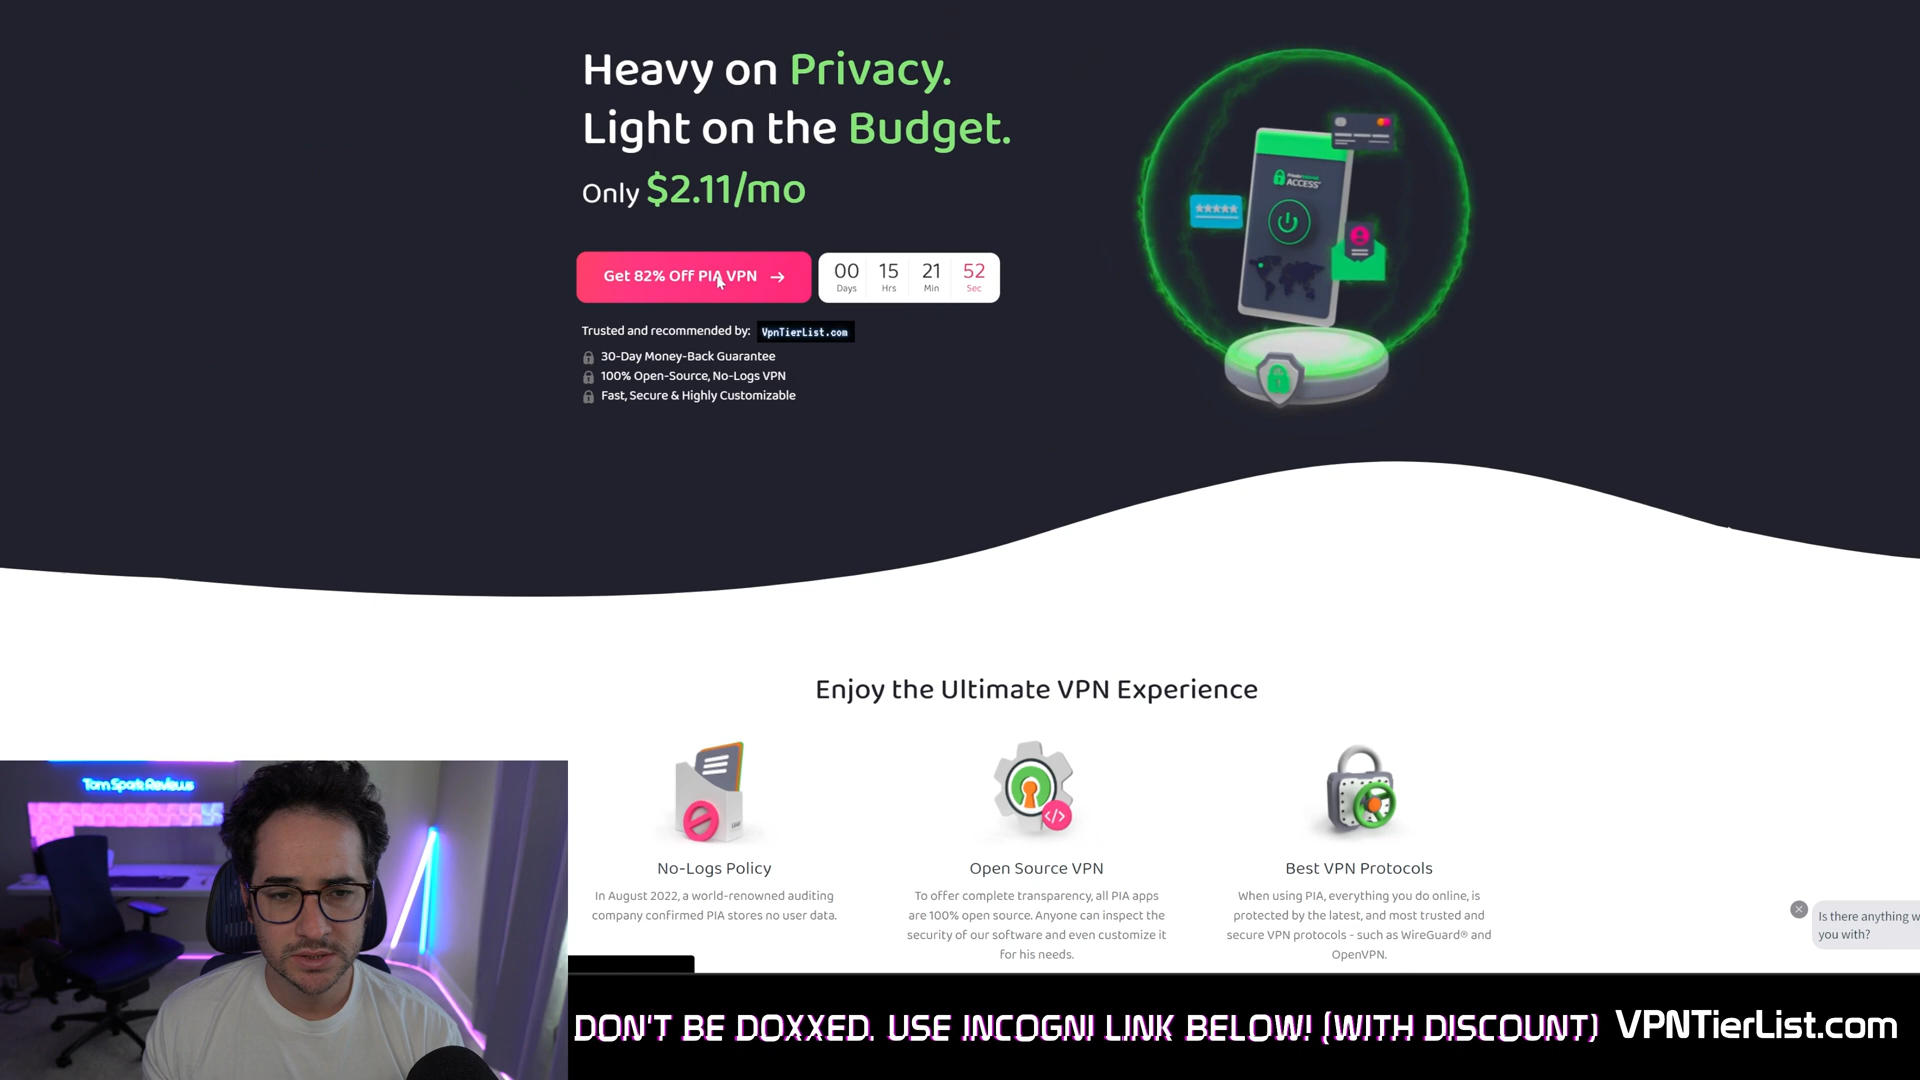 Heavy on Privacy.
Light on the Budget.
Only $2.11/mo
Get 82% Off PIA VPN →
00 15 21 52
Days Hrs Min Sec
Trusted and recommended by: VpnTierList.com
30-Day Money-Back Guarantee
100% Open-Source, No-Logs VPN
Fast, Secure & Highly Customizable
Private Internet
ACCESS
Enjoy the Ultimate VPN Experience
No-Logs Policy
In August 2022, a world-renowned auditing
company confirmed PIA stores no user data.
Open Source VPN
To offer complete transparency, all PIA apps
are 100% open source. Anyone can inspect the
security of our software and even customize it
for his needs.
Best VPN Protocols
When using PIA, everything you do online, is
protected by the latest, and most trusted and
secure VPN protocols - such as WireGuard® and
OpenVPN.
Is there anything w
you with?
Tom Spark Reviews
DON'T BE DOXXED. USE INCOGNI LINK BELOW! (WITH DISCOUNT) VPNTierList.com